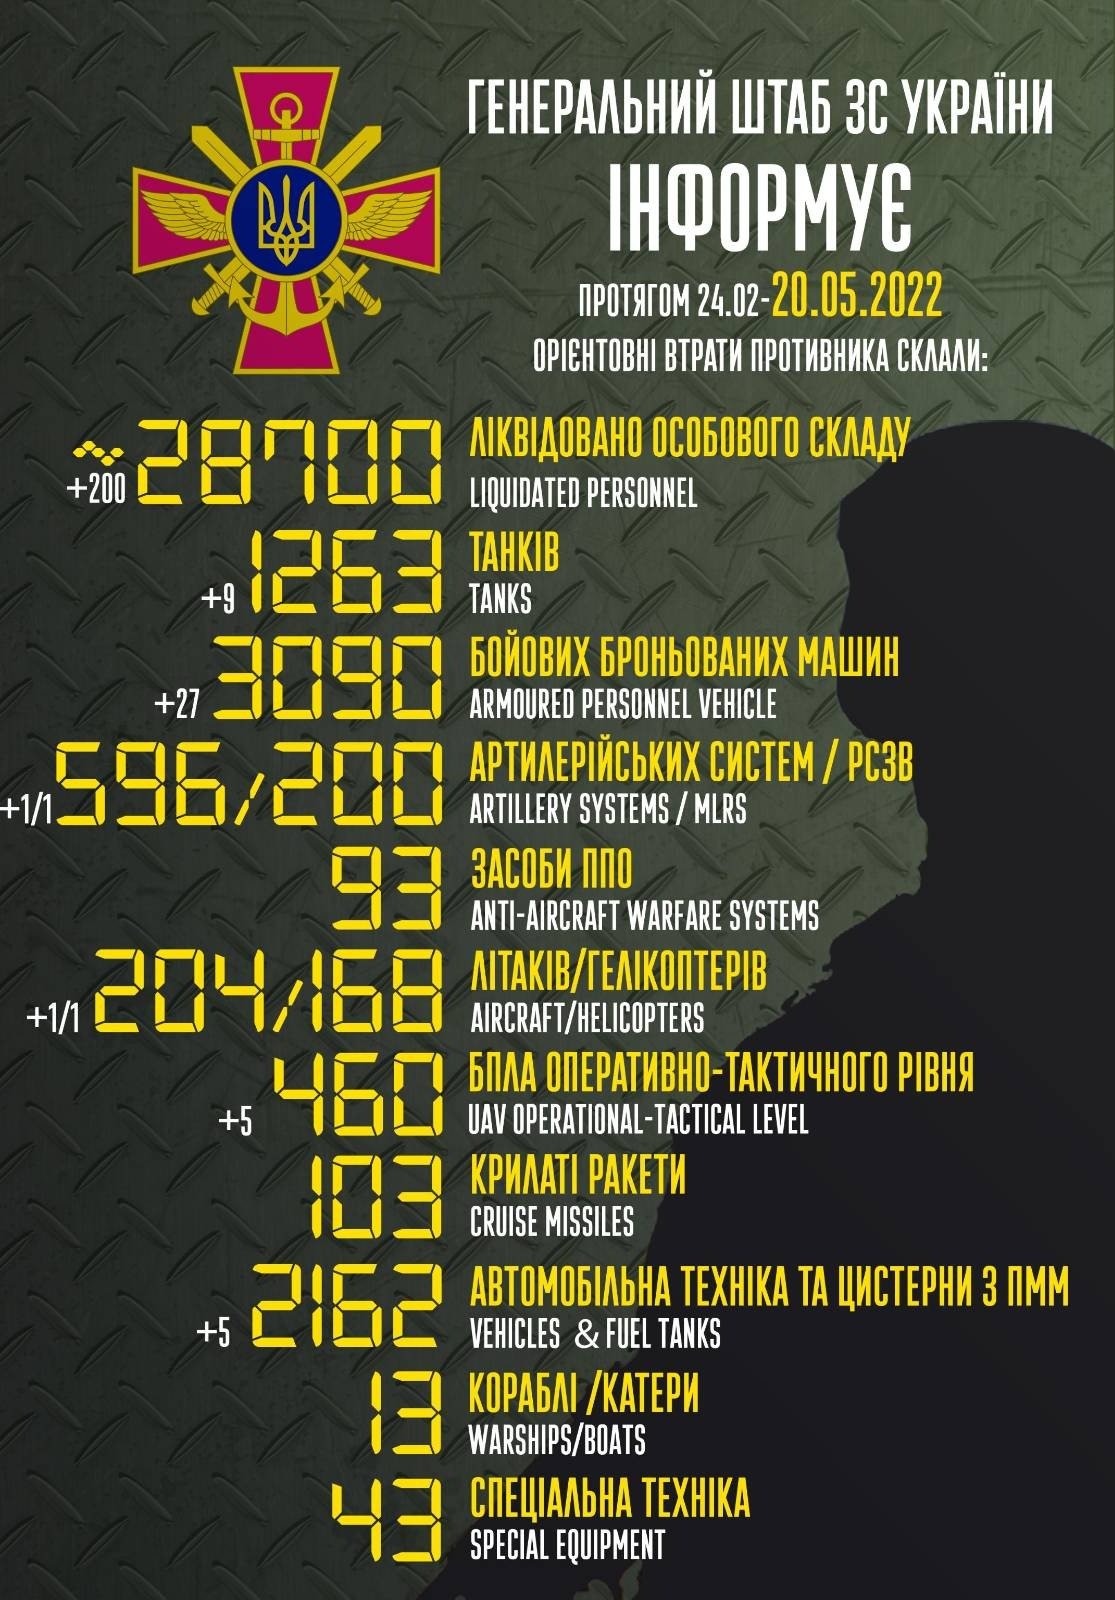 ГЕНЕРАЛЬНИЙ ШТАБ ЗС УКРАЇНИ
ІНФОРМУЄ
ПРОТЯГОМ 24.02-20.05.2022
ОРІЄНТОВНІ ВТРАТИ ПРОТИВНИКА СКЛАЛИ:
+200 ~28700 ЛІКВІДОВАНО ОСОБОВОГО СКЛАДУ
LIQUIDATED PERSONNEL
+9 1263 ТАНКІВ
TANKS
+27 3090 БОЙОВИХ БРОНЬОВАНИХ МАШИН
ARMOURED PERSONNEL VEHICLE
+1/1 596/200 АРТИЛЕРІЙСЬКИХ СИСТЕМ / РСЗВ
ARTILLERY SYSTEMS / MLRS
93 ЗАСОБИ ППО
ANTI-AIRCRAFT WARFARE SYSTEMS
+1/1 204/168 ЛІТАКІВ/ГЕЛІКОПТЕРІВ
AIRCRAFT/HELICOPTERS
+5 460 БПЛА ОПЕРАТИВНО-ТАКТИЧНОГО РІВНЯ
UAV OPERATIONAL-TACTICAL LEVEL
103 КРИЛАТІ РАКЕТИ
CRUISE MISSILES
+5 2162 АВТОМОБІЛЬНА ТЕХНІКА ТА ЦИСТЕРНИ З ПММ
VEHICLES & FUEL TANKS
13 КОРАБЛІ /КАТЕРИ
WARSHIPS/BOATS
43 СПЕЦІАЛЬНА ТЕХНІКА
SPECIAL EQUIPMENT